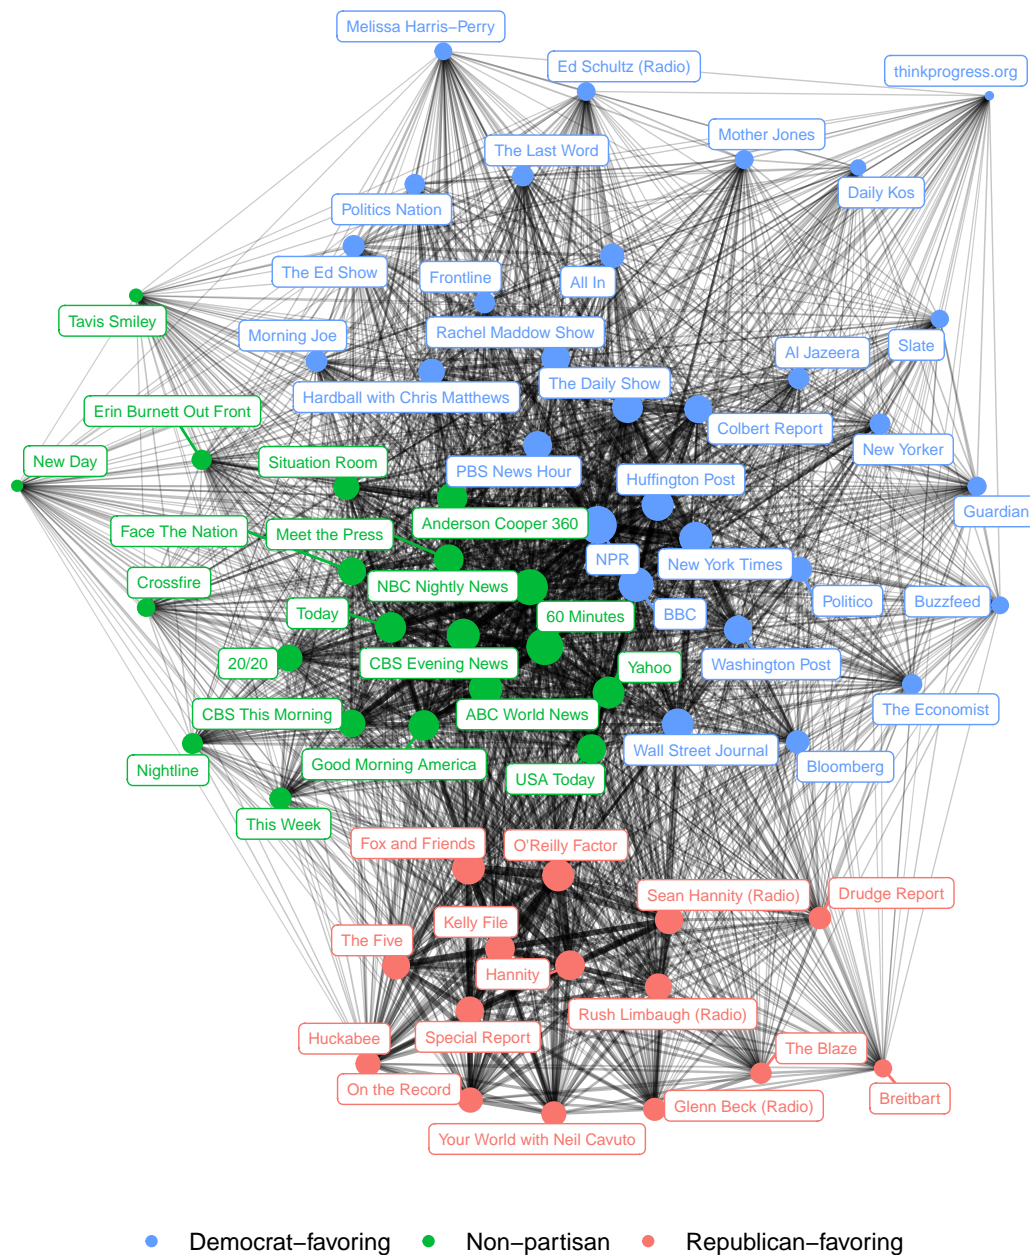 Melissa Harris−Perry
Ed Schultz (Radio)
thinkprogress.org
Mother Jones
The Last Word
Daily Kos
Politics Nation
The Ed Show
Frontline
All In
Tavis Smiley
Morning Joe
Rachel Maddow Show
Slate
Al Jazeera
The Daily Show
Hardball with Chris Matthews
Erin Burnett Out Front
Colbert Report
New Yorker
New Day
Situation Room
PBS News Hour
Huffington Post
Guardian
Anderson Cooper 360
Face The Nation
Meet the Press
NPR
New York Times
Crossfire
NBC Nightly News
Politico
Buzzfeed
Today
60 Minutes
BBC
20/20
CBS Evening News
Yahoo
Washington Post
CBS This Morning
ABC World News
The Economist
Wall Street Journal
Nightline
Good Morning America
USA Today
Bloomberg
This Week
Fox and Friends
O'Reilly Factor
Sean Hannity (Radio)
Drudge Report
Kelly File
The Five
Hannity
Rush Limbaugh (Radio)
Huckabee
Special Report
The Blaze
On the Record
Glenn Beck (Radio)
Breitbart
Your World with Neil Cavuto
Democrat−favoring
Non−partisan
Republican−favoring